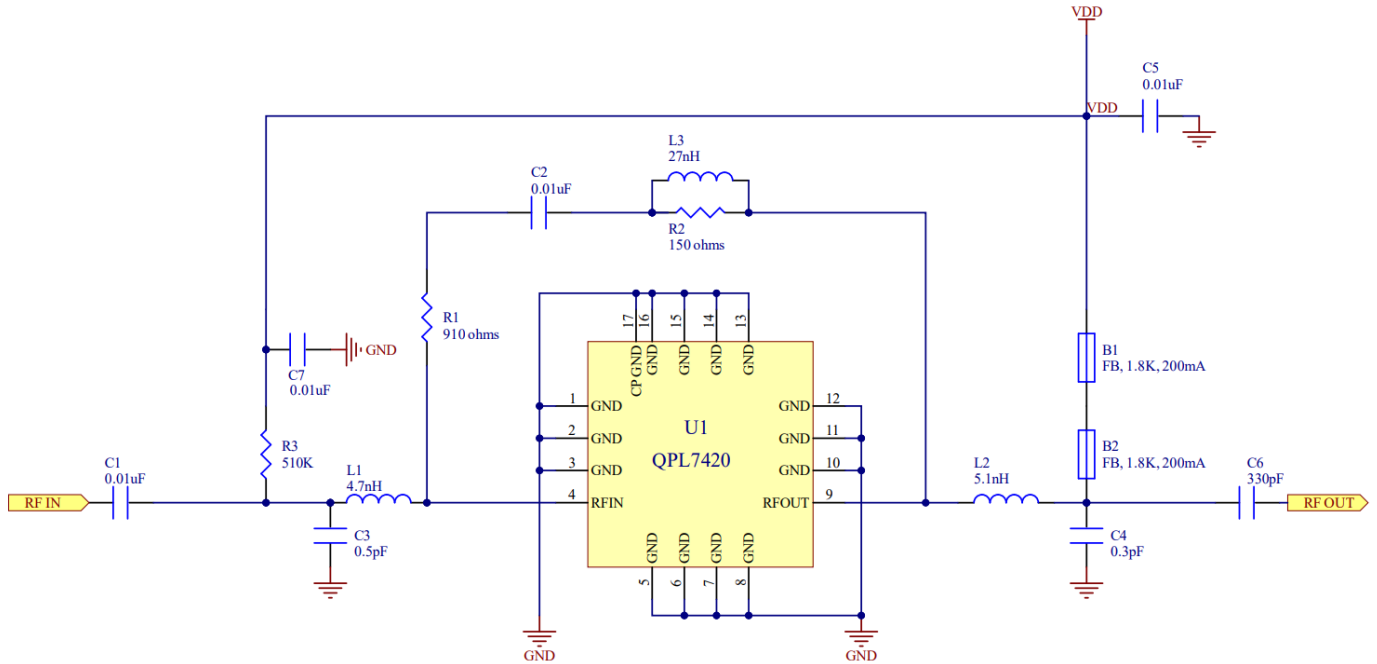 VDD
C5
0.01uF
VDD
L3
27nH
C2
0.01uF
R2
150 ohms
R1
910 ohms
GND
C7
0.01uF
17
16
15
14
13
CP GND
GND
GND
GND
GND
B1
FB, 1.8K, 200mA
1
GND
GND
12
2
GND
GND
11
3
GND
GND
10
4
RFIN
RFOUT
9
U1
QPL7420
R3
510K
B2
FB, 1.8K, 200mA
C1
0.01uF
L1
4.7nH
L2
5.1nH
C6
330pF
RF IN
RF OUT
C3
0.5pF
C4
0.3pF
GND
GND
GND
GND
5
6
7
8
GND
GND